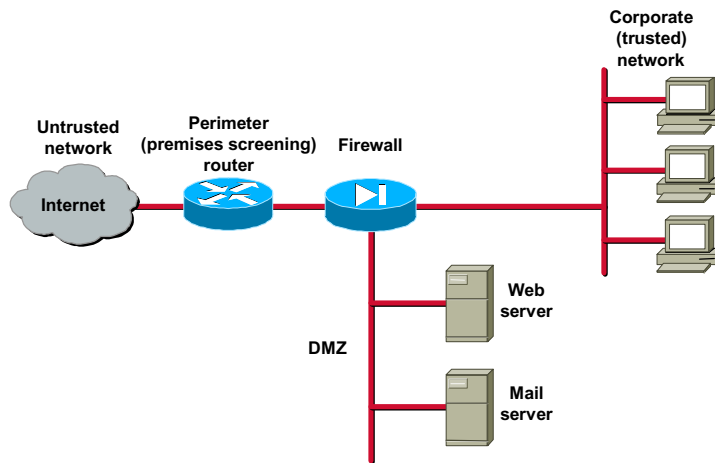 Corporate
(trusted)
network
Untrusted
network
Perimeter
(premises screening)
router
Firewall
Internet
Web
server
DMZ
Mail
server